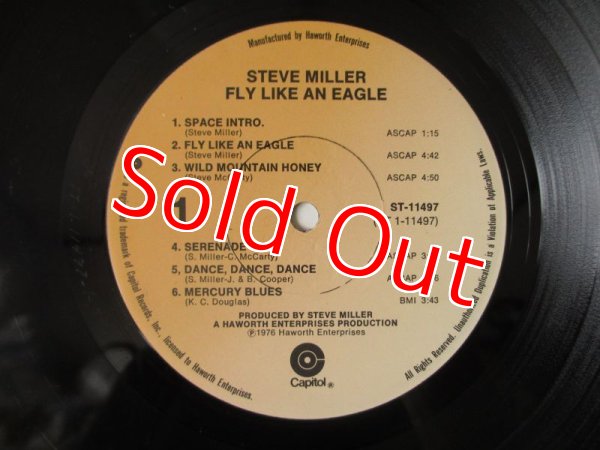 Manufactured by Haworth Enterprises
STEVE MILLER
FLY LIKE AN EAGLE
1. SPACE INTRO.
(Steve Miller)
ASCAP 1:15
2. FLY LIKE AN EAGLE
(Steve Miller)
ASCAP 4:42
3. WILD MOUNTAIN HONEY
(Steve
ASCAP 4:50
1
ST-11497
1-11497)
Sold Out
4. SERENADE
(S. Miller-C. McCarty)
5. DANCE, DANCE, DANCE
(S. Miller-J. & B. Cooper)
6. MERCURY BLUES
(K. C. Douglas)
BMI 3:43
PRODUCED BY STEVE MILLER
A HAWORTH ENTERPRISES PRODUCTION
Ⓟ1976 Haworth Enterprises
Capitol®
trademark of Capitol Records, Inc., licensed to Haworth Enterprises.
All Rights Reserved. Unauthorized Duplication is a Violation of Applicable Laws.